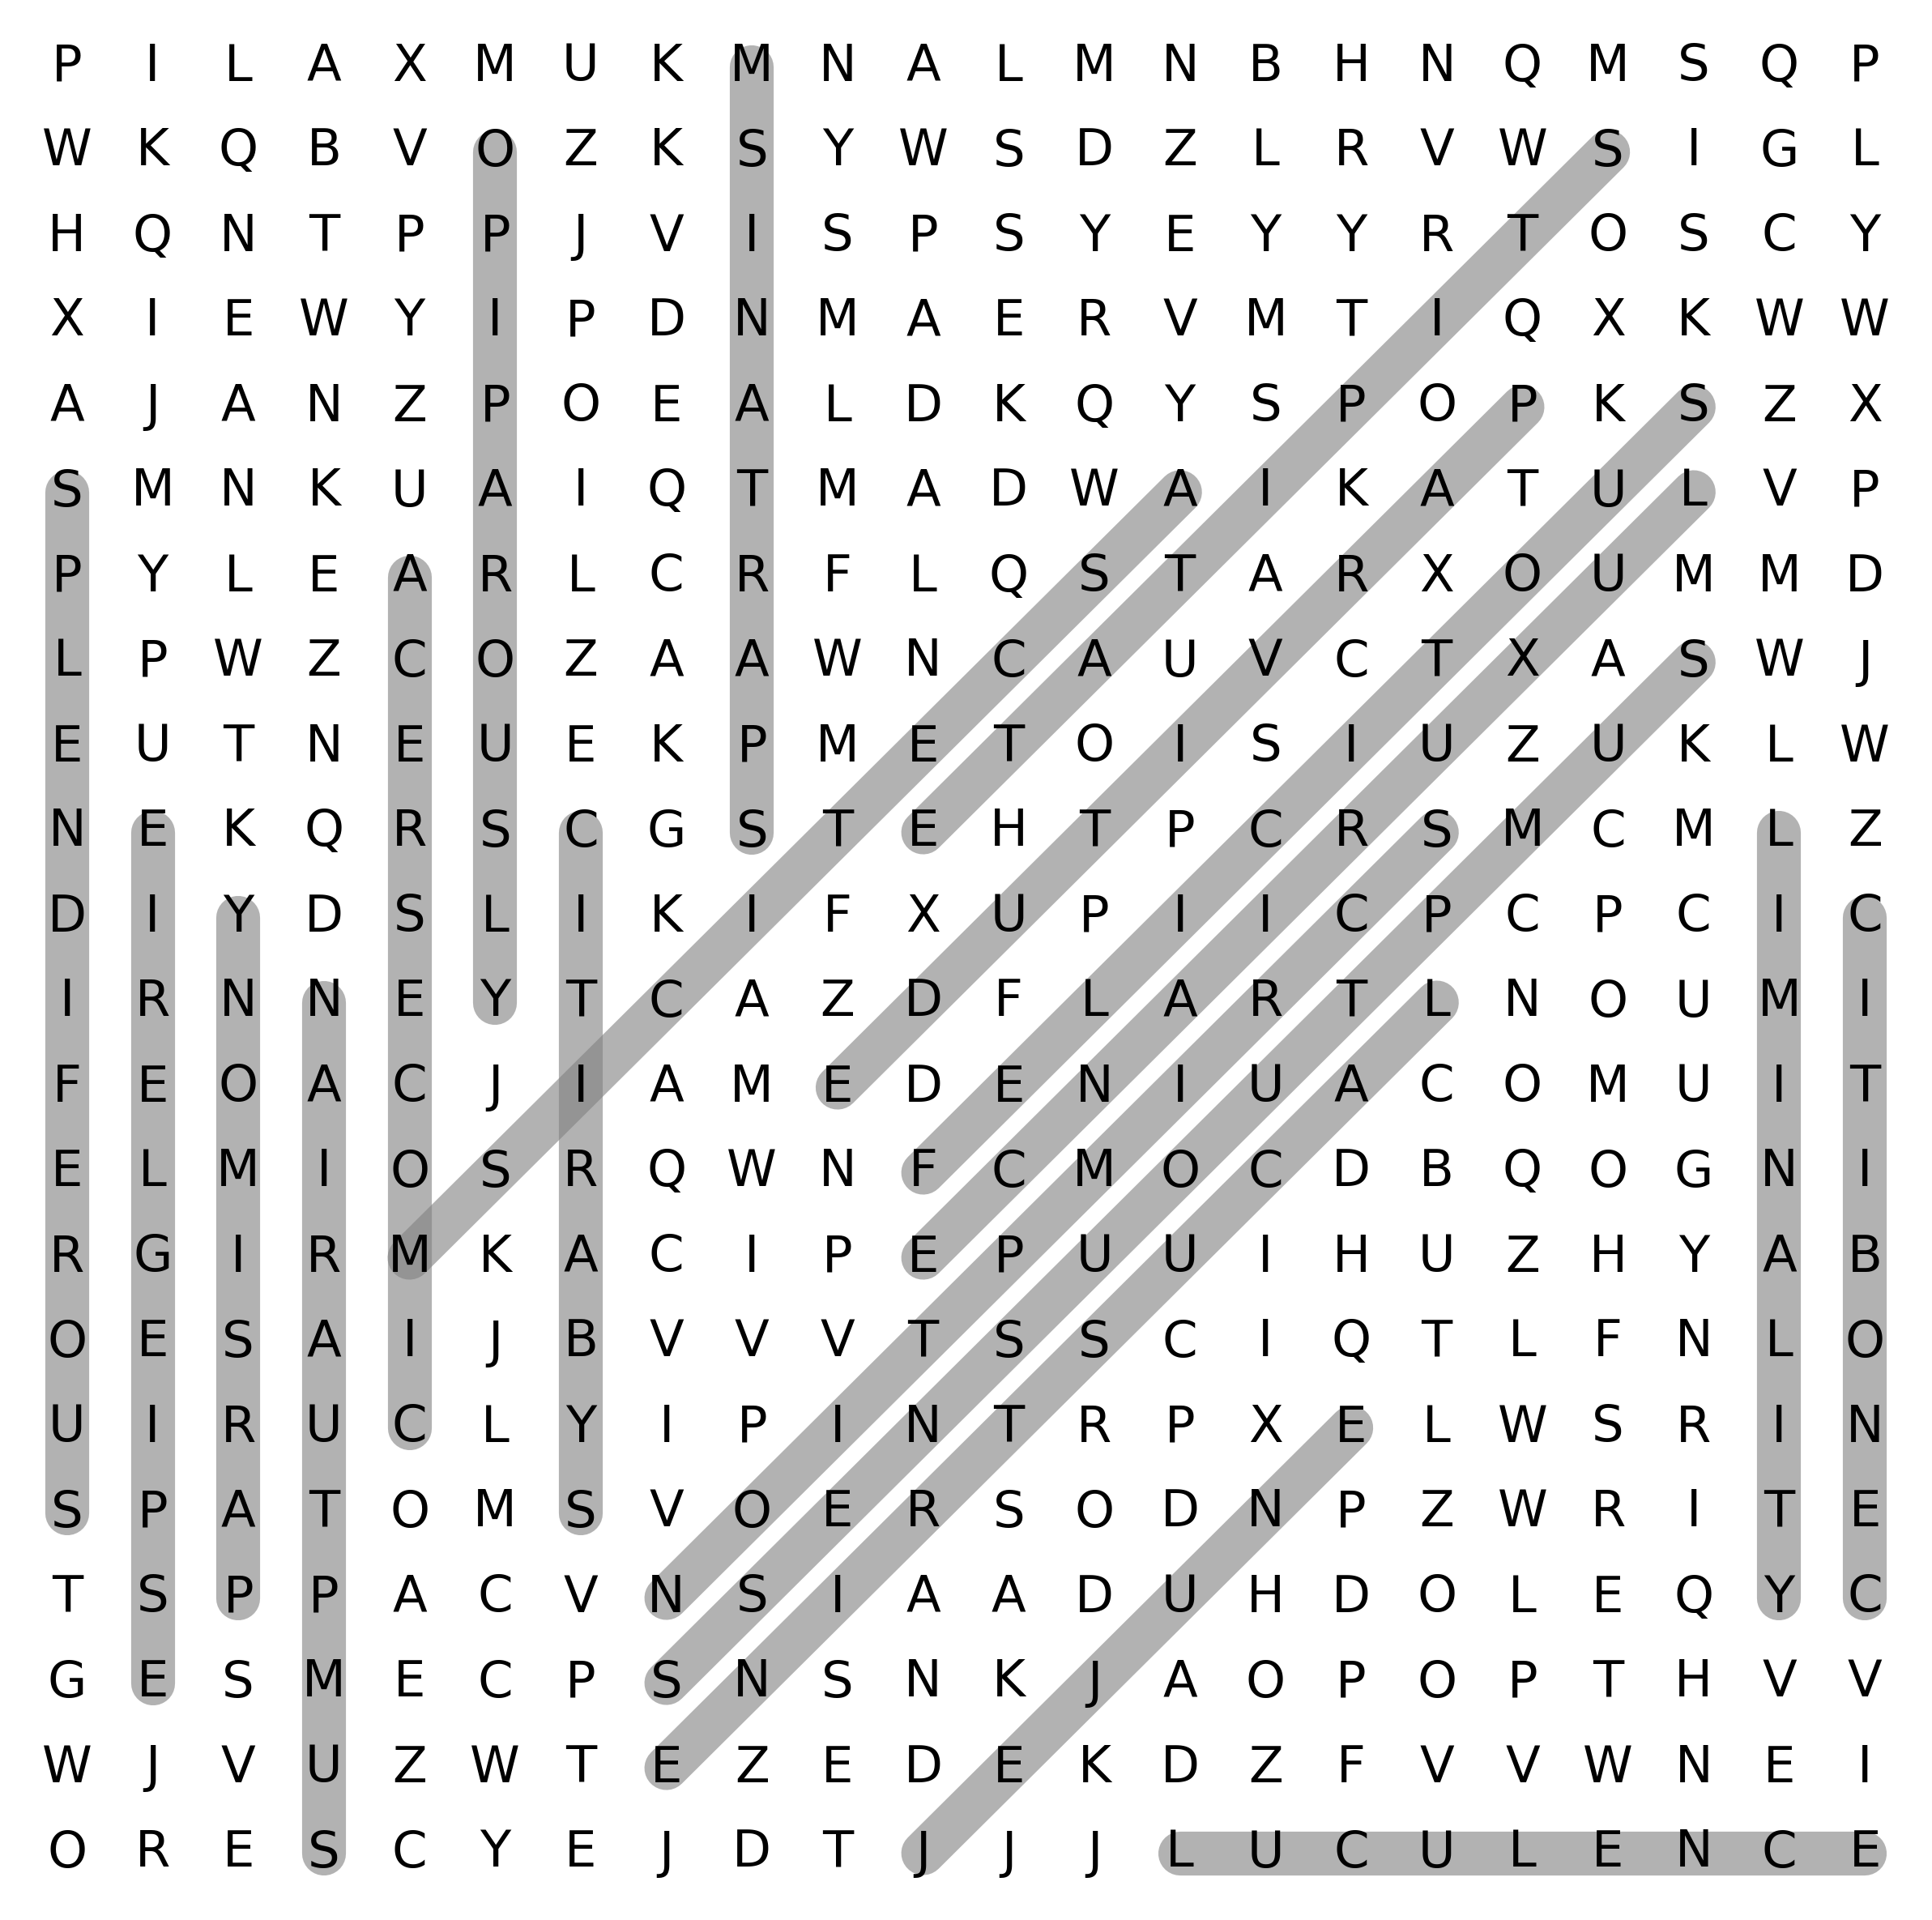 P I L A X M U K M N A L M N B H N Q M S Q P
W K Q B V O Z K S Y W S D Z L R V W S I G L
H Q N T P P J V I S P S Y E Y Y R T O S C Y
X I E W Y I P D N M A E R V M T I Q X K W W
A J A N Z P O E A L D K Q Y S P O P K S Z X
S M N K U A I Q T M A D W A I K A T U L V P
P Y L E A R L C R F L Q S T A R X O U M M D
L P W Z C O Z A A W N C A U V C T X A S W J
E U T N E U E K P M E T O I S I U Z U K L W
N E K Q R S C G S T E H T P C R S M C M L Z
D I Y D S L I K I F X U P I I C P C P C I C
I R N N E Y T C A Z D F L A R T L N O U M I
F E O A C J I A M E D E N I U A C O M U I T
E L M I O S R Q W N F C M O C D B Q O G N I
R G I R M K A C I P E P U U I H U Z H Y A B
O E S A I J B V V V T S S C I Q T L F N L O
U I R U C L Y I P I N T R P X E L W S R I N
S P A T O M S V O E R S O D N P Z W R I T E
T S P P A C V N S I A A D U H D O L E Q Y C
G E S M E C P S N S N K J A O P O P T H V V
W J V U Z W T E Z E D E K D Z F V V W N E I
O R E S C Y E J D T J J J L U C U L E N C E